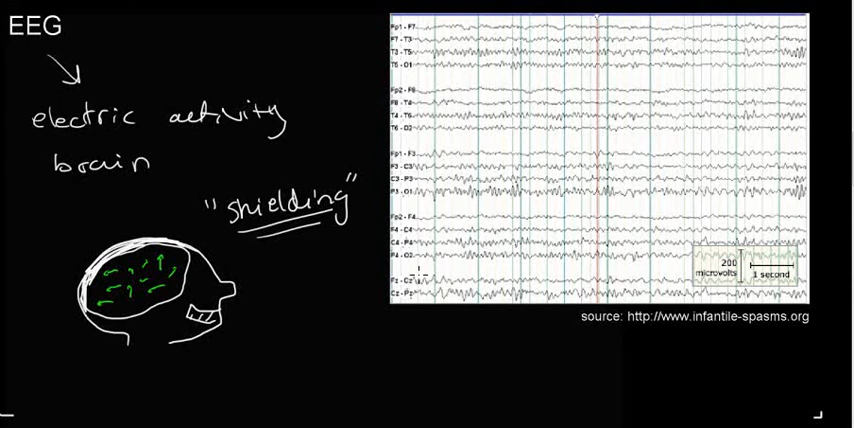 EEG
electric activity
brain
"shielding"
Fp1 - F7
F7 - T3
T3 - T5
T5 - O1
Fp2 - F8
F8 - T4
T4 - T6
T6 - O2
Fp1 - F3
F3 - C3
C3 - P3
P3 - O1
Fp2 - F4
F4 - C4
C4 - P4
P4 - O2
Fz - Cz
Cz - Pz
200
microvolts
1 second
source: http://www.infantile-spasms.org